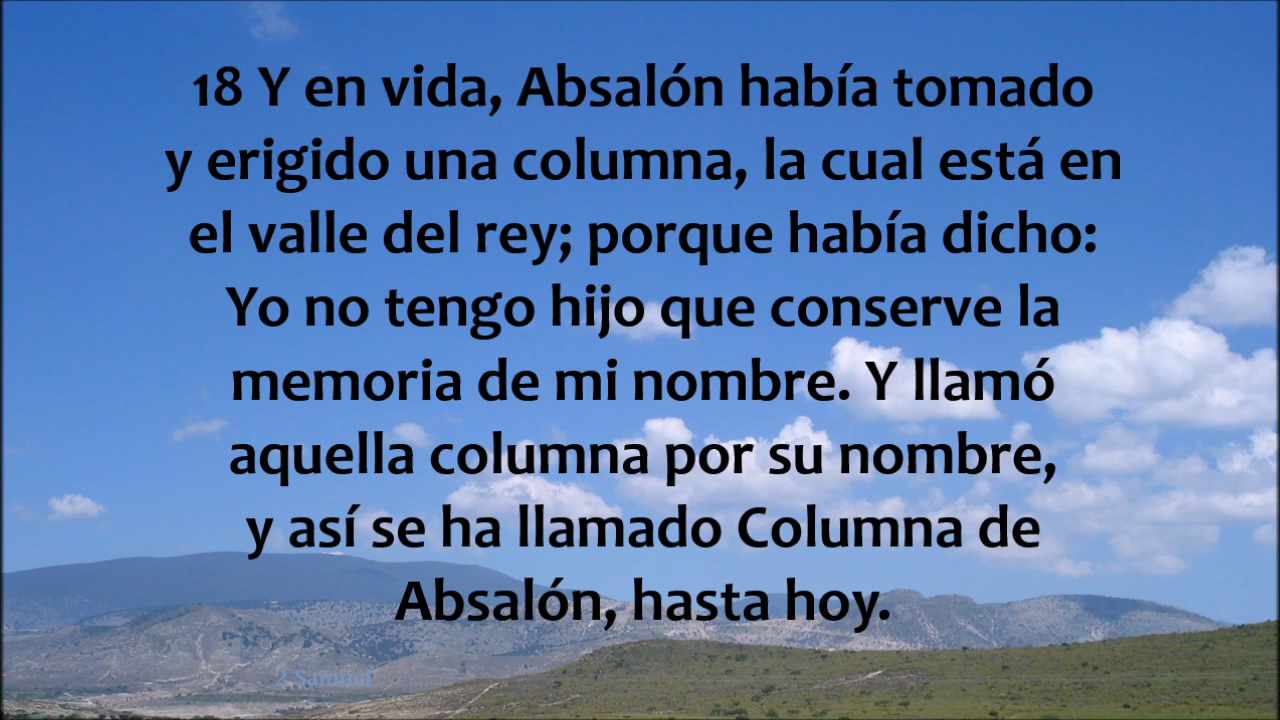 18 Y en vida, Absalón había tomado
y erigido una columna, la cual está en
el valle del rey; porque había dicho:
Yo no tengo hijo que conserve la
memoria de mi nombre. Y llamó
aquella columna por su nombre,
y así se ha llamado Columna de
Absalón, hasta hoy.
2 Samuel